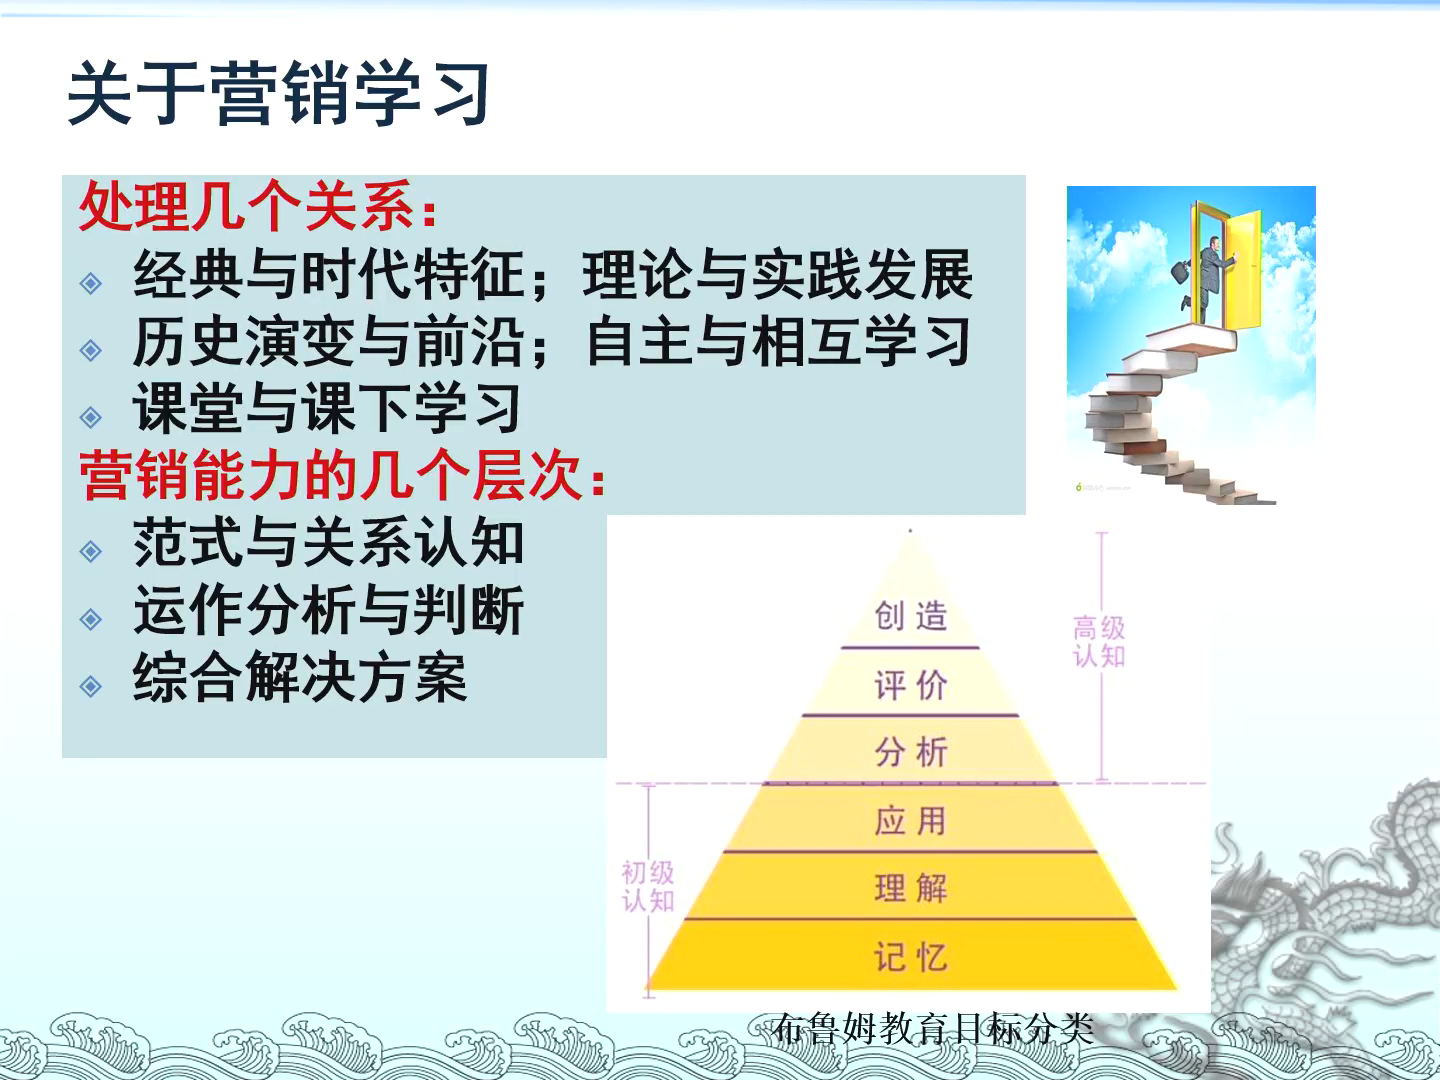 关于营销学习
处理几个关系：
经典与时代特征；理论与实践发展
历史演变与前沿；自主与相互学习
课堂与课下学习
营销能力的几个层次：
范式与关系认知
运作分析与判断
综合解决方案
创造
评价
分析
应用
理解
记忆
高级
认知
初级
认知
布鲁姆教育目标分类